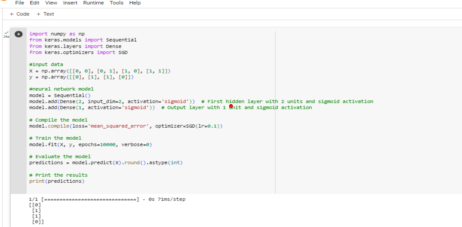 File Edit View Insert Runtime Tools Help
+ Code + Text
import numpy as np
from keras.models import Sequential
from keras.layers import Dense
from keras.optimizers import SGD
#input data
X = np.array([[0, 0], [0, 1], [1, 0], [1, 1]])
y = np.array([[0], [1], [1], [0]])
#neural network model
model = Sequential()
model.add(Dense(2, input_dim=2, activation='sigmoid')) # First hidden layer with 2 units and sigmoid activation
model.add(Dense(1, activation='sigmoid')) # Output layer with 1 unit and sigmoid activation
# Compile the model
model.compile(loss='mean_squared_error', optimizer=SGD(lr=0.1))
# Train the model
model.fit(X, y, epochs=10000, verbose=0)
# Evaluate the model
predictions = model.predict(X).round().astype(int)
# Print the results
print(predictions)
1/1 [==============================] - 0s 71ms/step
[[0]
[1]
[1]
[0]]